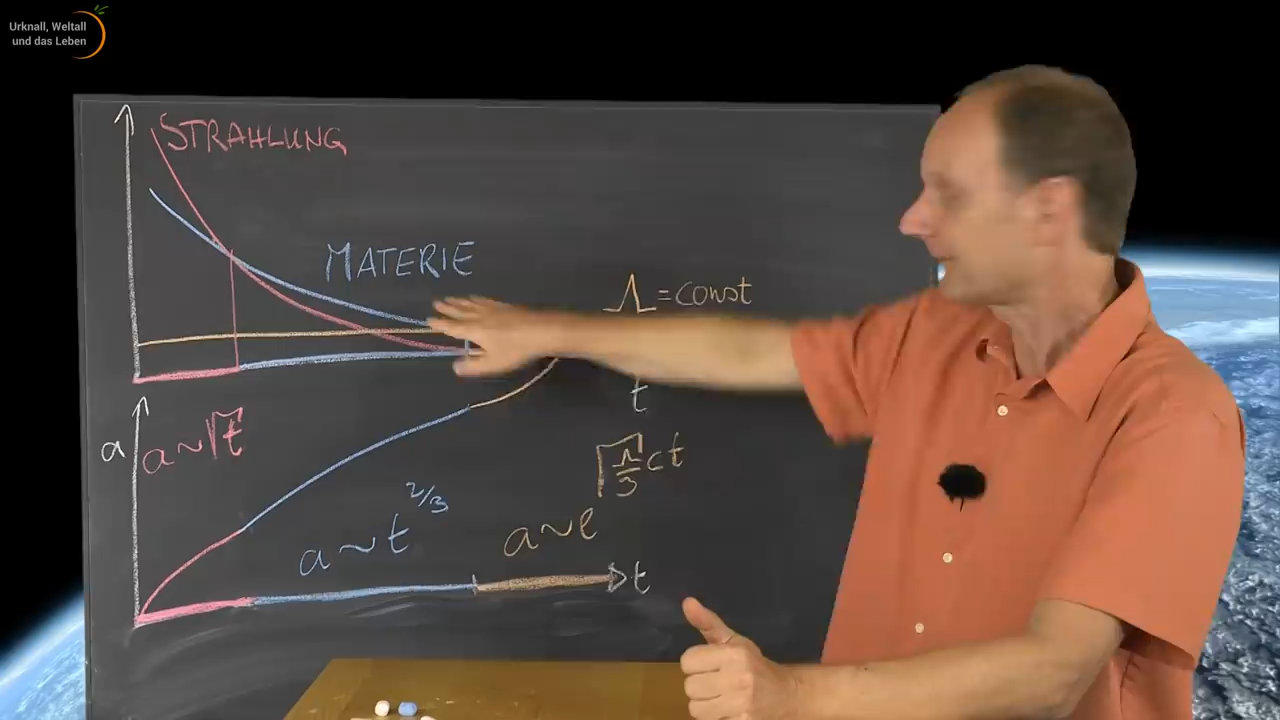 Urknall, Weltall
und das Leben
STRAHLUNG
MATERIE
Λ=const
t
a
a~√t
a~t^2/3
a~e^√(Λ/3)ct
t